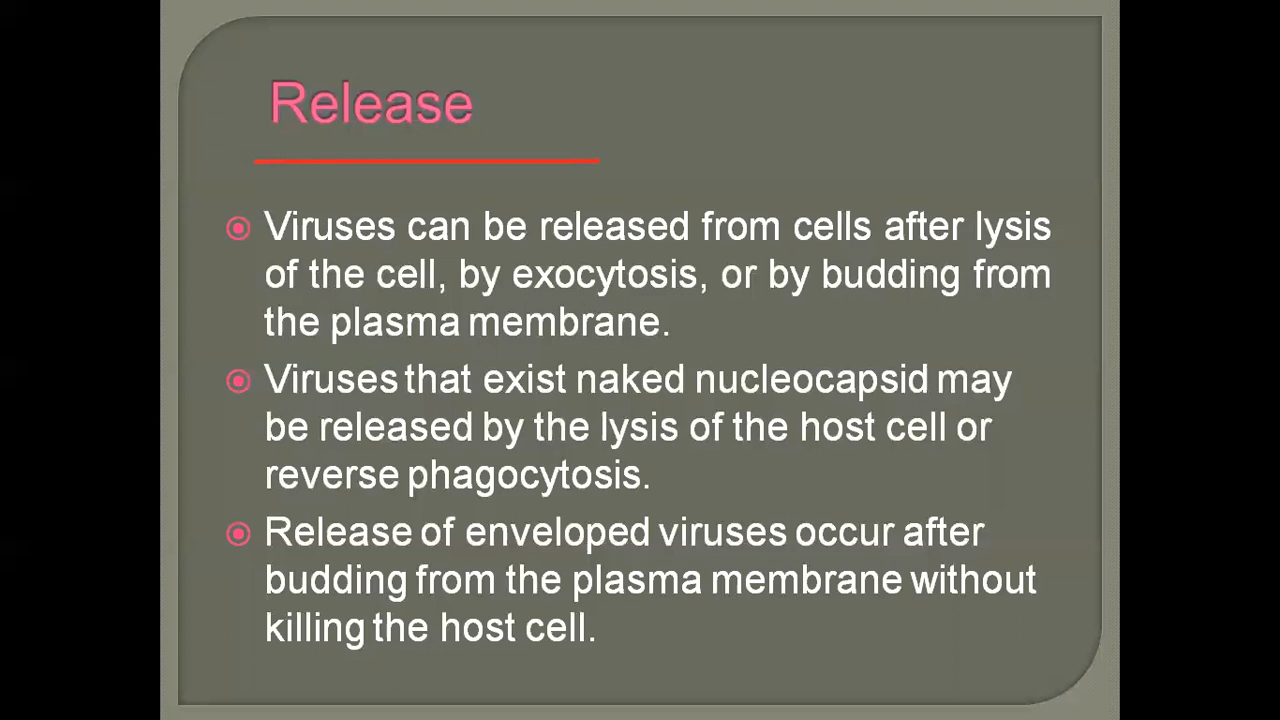 Release
Viruses can be released from cells after lysis
of the cell, by exocytosis, or by budding from
the plasma membrane.
Viruses that exist naked nucleocapsid may
be released by the lysis of the host cell or
reverse phagocytosis.
Release of enveloped viruses occur after
budding from the plasma membrane without
killing the host cell.